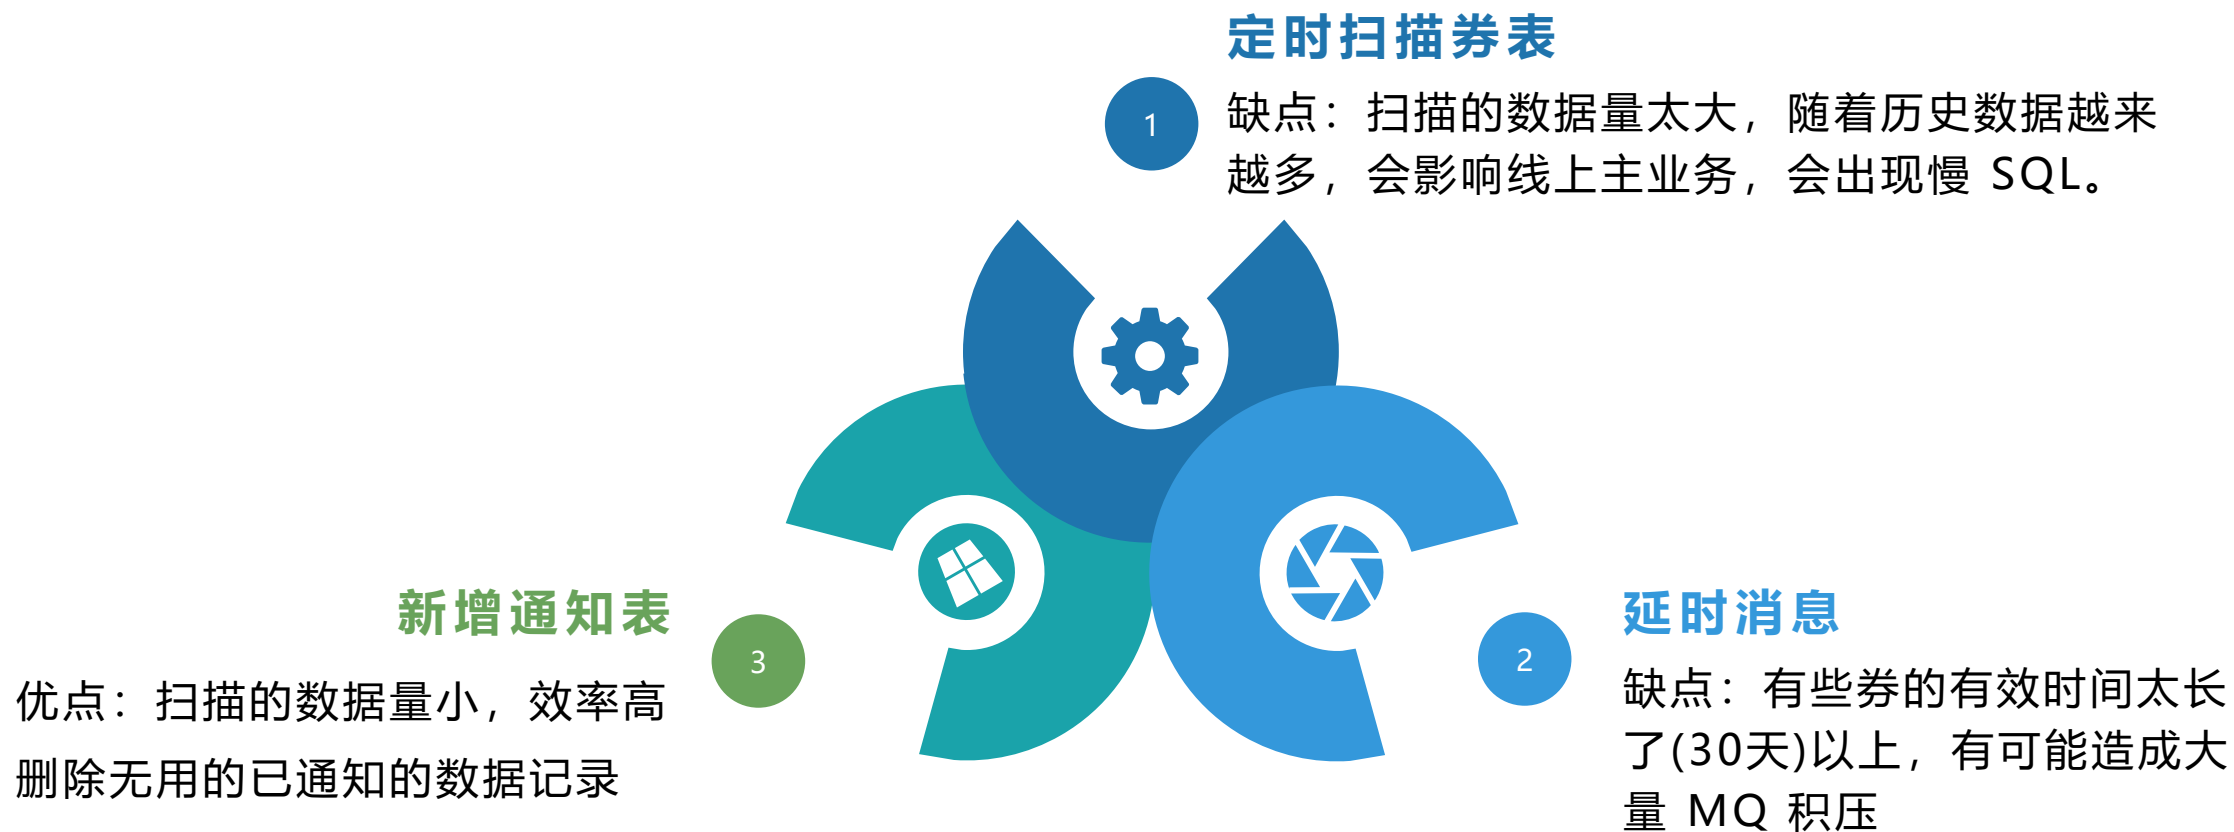 定时扫描券表
1
缺点：扫描的数据量太大，随着历史数据越来
越多，会影响线上主业务，会出现慢 SQL。
新增通知表
3
优点：扫描的数据量小，效率高
删除无用的已通知的数据记录
延时消息
2
缺点：有些券的有效时间太长
了(30天)以上，有可能造成大
量 MQ 积压